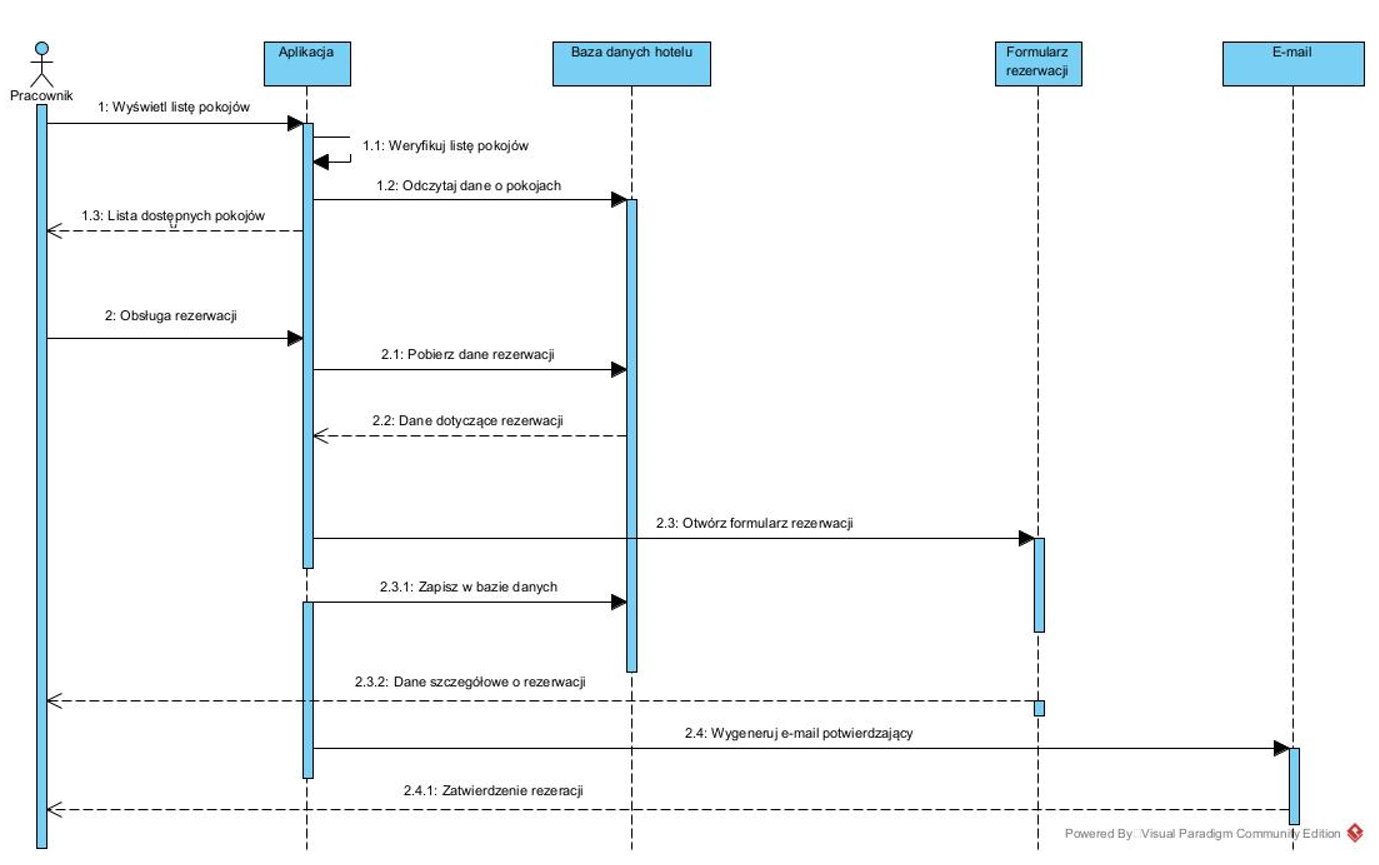 Aplikacja
Baza danych hotelu
Formularz
rezerwacji
E-mail
Pracownik
1: Wyświetl listę pokojów
1.1: Weryfikuj listę pokojów
1.2: Odczytaj dane o pokojach
1.3: Lista dostępnych pokojów
2: Obsługa rezerwacji
2.1: Pobierz dane rezerwacji
2.2: Dane dotyczące rezerwacji
2.3: Otwórz formularz rezerwacji
2.3.1: Zapisz w bazie danych
2.3.2: Dane szczegółowe o rezerwacji
2.4: Wygeneruj e-mail potwierdzający
2.4.1: Zatwierdzenie rezeracji
Powered By Visual Paradigm Community Edition